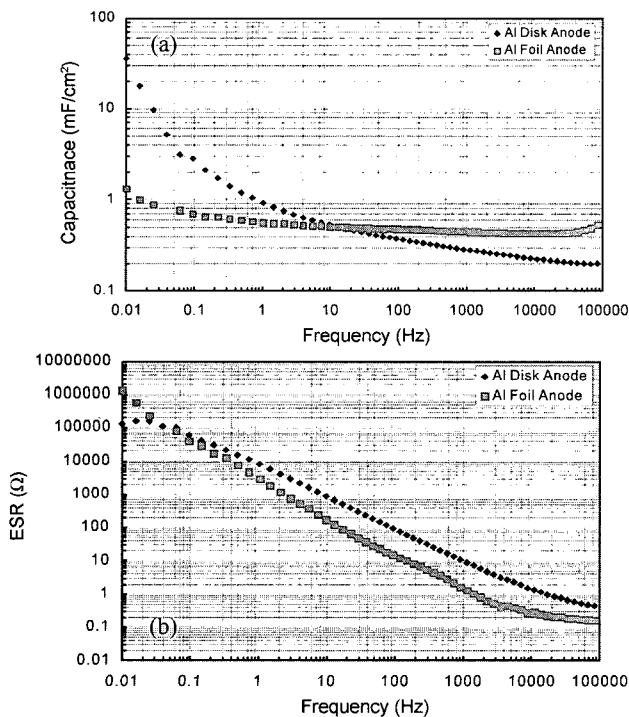 100
(a)
Al Disk Anode
Al Foil Anode
10
1
0.1
Capacitnace (mF/cm²)
0.01 0.1 1 10 100 1000 10000 100000
Frequency (Hz)
10000000
Al Disk Anode
Al Foil Anode
1000000
100000
10000
1000
100
10
1
0.1
0.01
ESR (Ω)
(b)
0.01 0.1 1 10 100 1000 10000 100000
Frequency (Hz)